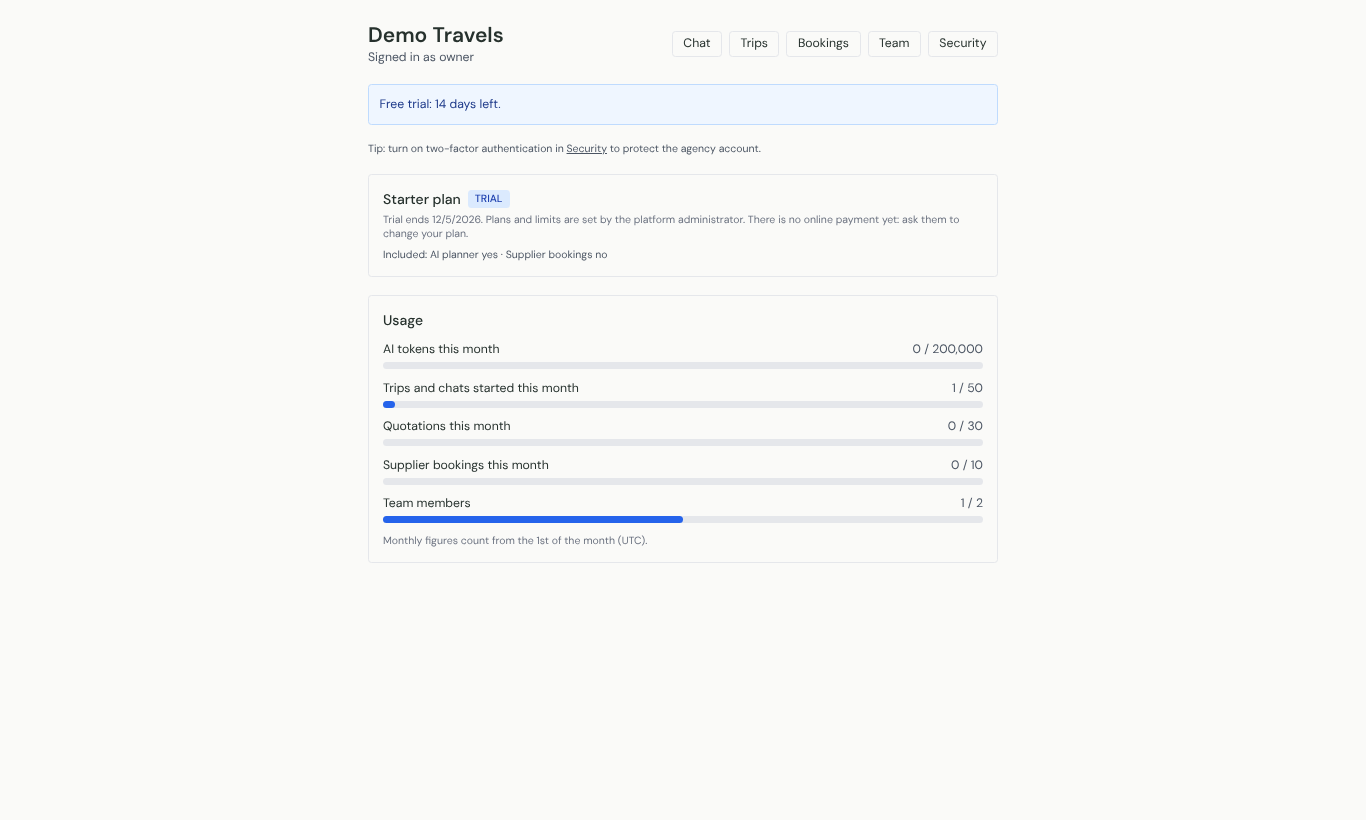 Demo Travels
Signed in as owner
Chat
Trips
Bookings
Team
Security
Free trial: 14 days left.
Tip: turn on two-factor authentication in Security to protect the agency account.
Starter plan TRIAL
Trial ends 12/5/2026. Plans and limits are set by the platform administrator. There is no online payment yet: ask them to
change your plan.
Included: AI planner yes · Supplier bookings no
Usage
AI tokens this month 0 / 200,000
Trips and chats started this month 1 / 50
Quotations this month 0 / 30
Supplier bookings this month 0 / 10
Team members 1 / 2
Monthly figures count from the 1st of the month (UTC).